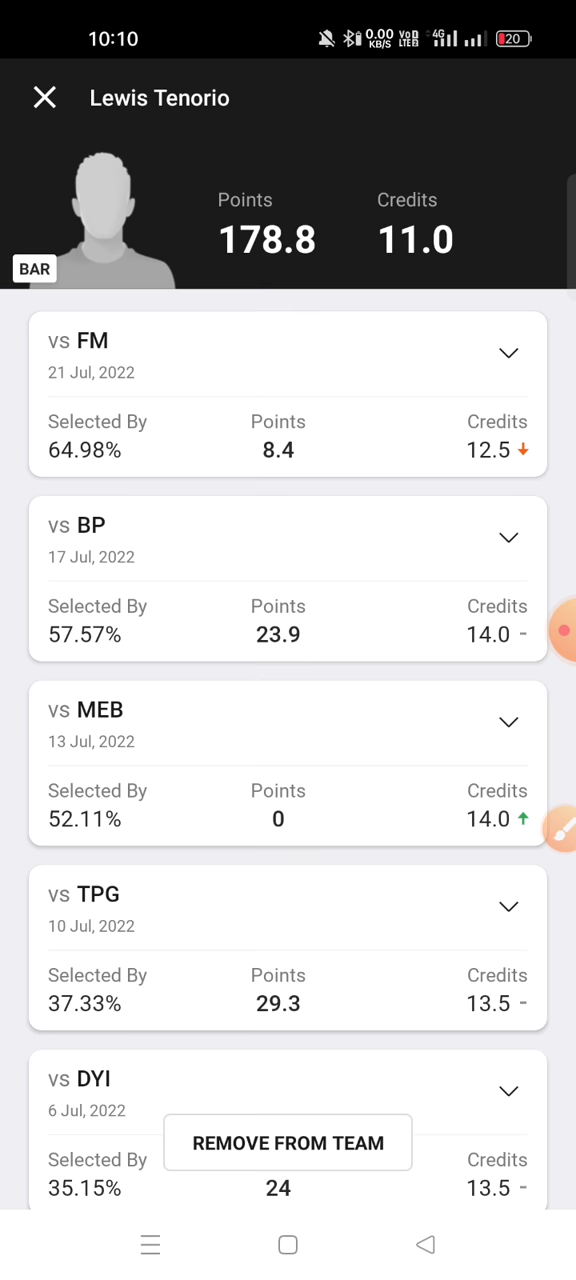 10:10 0.00 KB/S VoD LTE2 4G 20
Lewis Tenorio
Points Credits
178.8 11.0
BAR
vs FM
21 Jul, 2022
Selected By Points Credits
64.98% 8.4 12.5
vs BP
17 Jul, 2022
Selected By Points Credits
57.57% 23.9 14.0 -
vs MEB
13 Jul, 2022
Selected By Points Credits
52.11% 0 14.0
vs TPG
10 Jul, 2022
Selected By Points Credits
37.33% 29.3 13.5 -
vs DYI
6 Jul, 2022
REMOVE FROM TEAM
Selected By Credits
35.15% 24 13.5 -